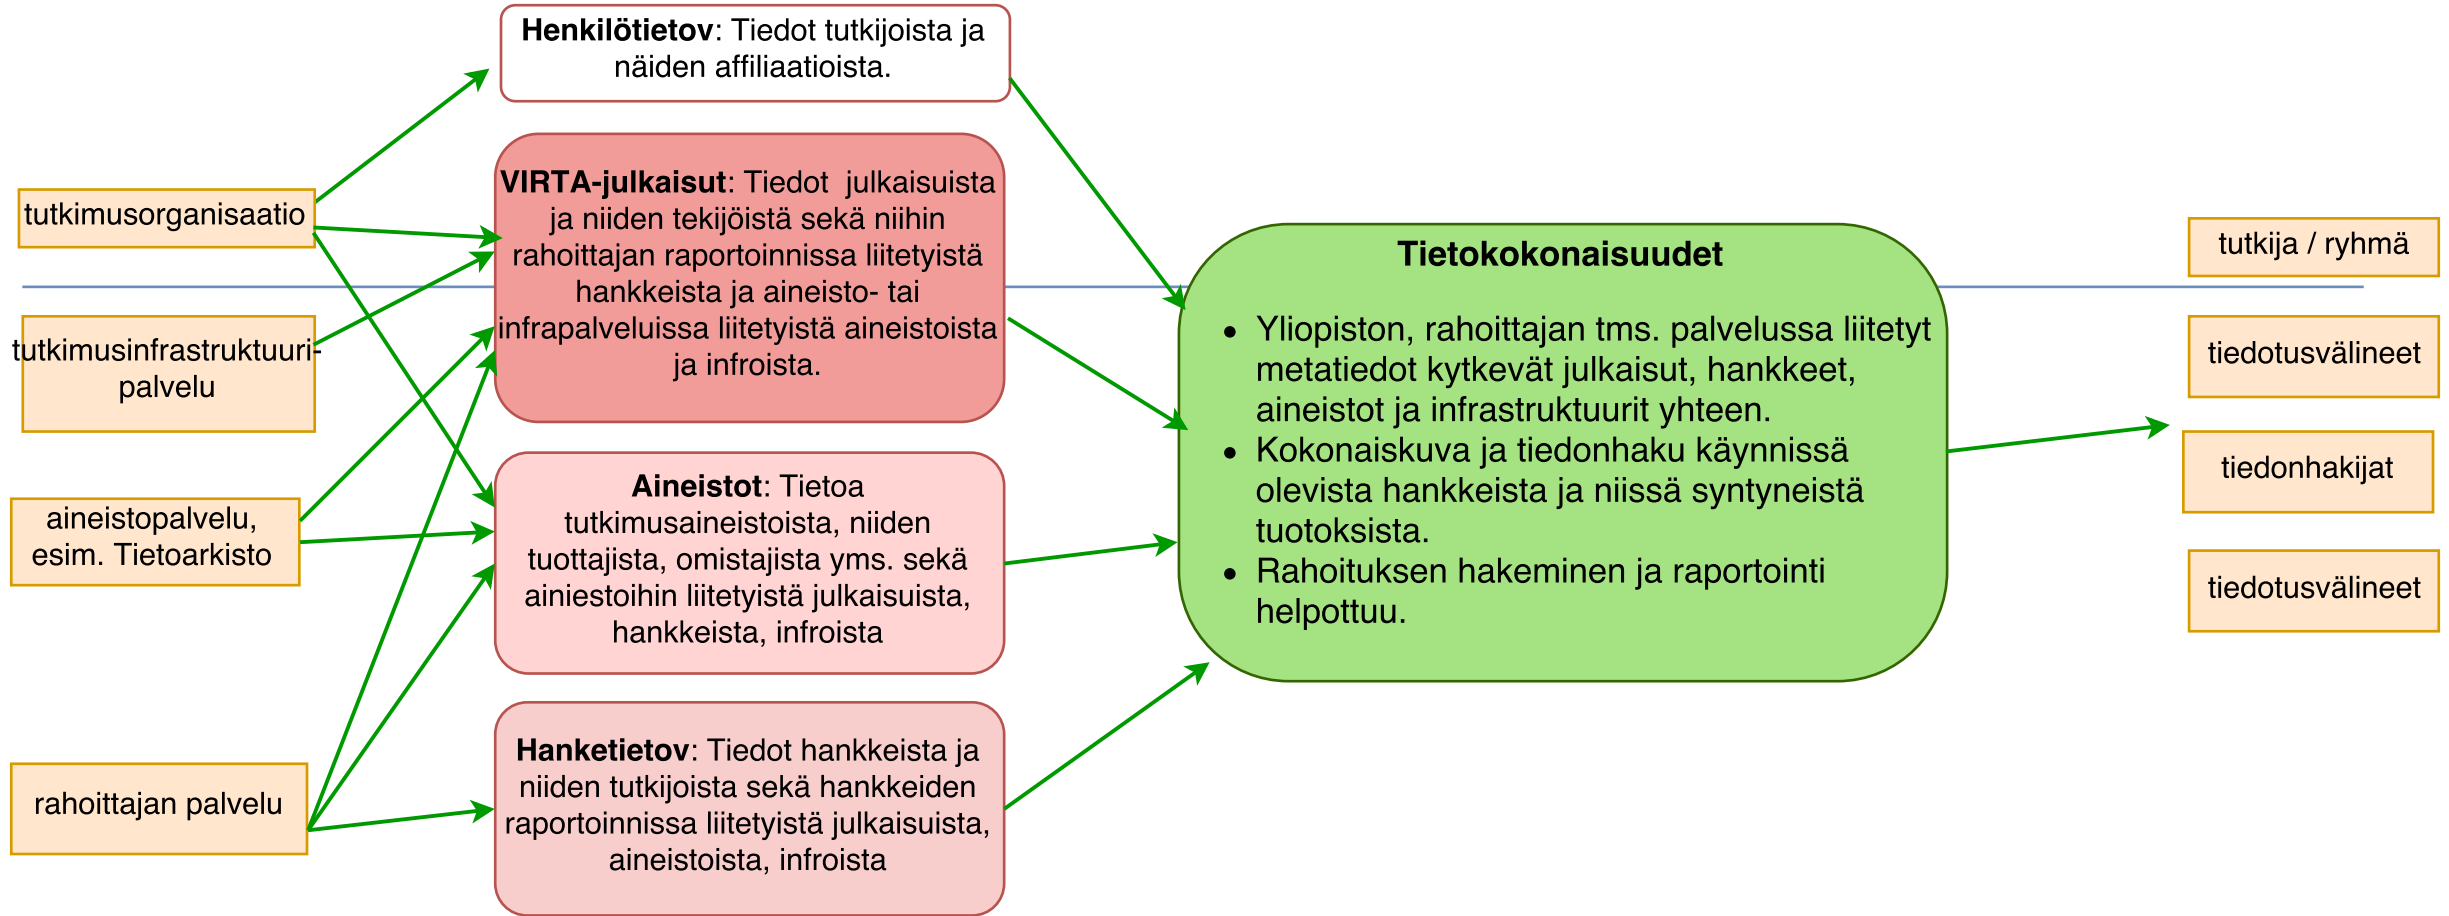 Henkilötietov: Tiedot tutkijoista ja
näiden affiliaatioista.
tutkimusorganisaatio
tutkimusinfrastruktuuri-
palvelu
aineistopalvelu,
esim. Tietoarkisto
rahoittajan palvelu
VIRTA-julkaisut: Tiedot  julkaisuista
ja niiden tekijöistä sekä niihin
rahoittajan raportoinnissa liitetyistä
hankkeista ja aineisto- tai
infrapalveluissa liitetyistä aineistoista
ja infroista.
Aineistot: Tietoa
tutkimusaineistoista, niiden
tuottajista, omistajista yms. sekä
ainiestoihin liitetyistä julkaisuista,
hankkeista, infroista
Hanketietov: Tiedot hankkeista ja
niiden tutkijoista sekä hankkeiden
raportoinnissa liitetyistä julkaisuista,
aineistoista, infroista
Tietokokonaisuudet
• Yliopiston, rahoittajan tms. palvelussa liitetyt
metatiedot kytkevät julkaisut, hankkeet,
aineistot ja infrastruktuurit yhteen.
• Kokonaiskuva ja tiedonhaku käynnissä
olevista hankkeista ja niissä syntyneistä
tuotoksista.
• Rahoituksen hakeminen ja raportointi
helpottuu.
tutkija / ryhmä
tiedotusvälineet
tiedonhakijat
tiedotusvälineet